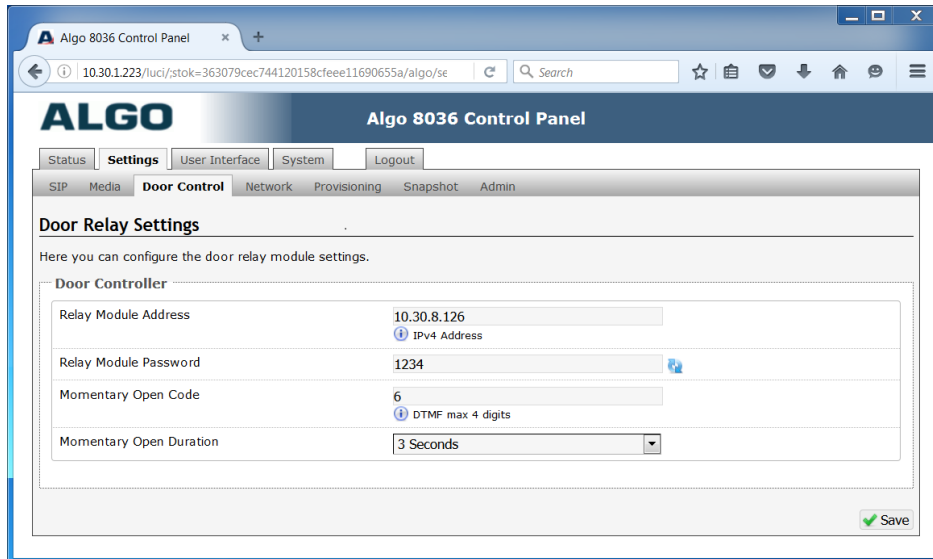 Algo 8036 Control Panel
10.30.1.223/luci/;stok=363079cec744120158cfeee11690655a/algo/se
Search
ALGO
Algo 8036 Control Panel
Status Settings User Interface System Logout
SIP Media Door Control Network Provisioning Snapshot Admin
Door Relay Settings
Here you can configure the door relay module settings.
Door Controller
Relay Module Address 10.30.8.126
IPv4 Address
Relay Module Password 1234
Momentary Open Code 6
DTMF max 4 digits
Momentary Open Duration 3 Seconds
Save